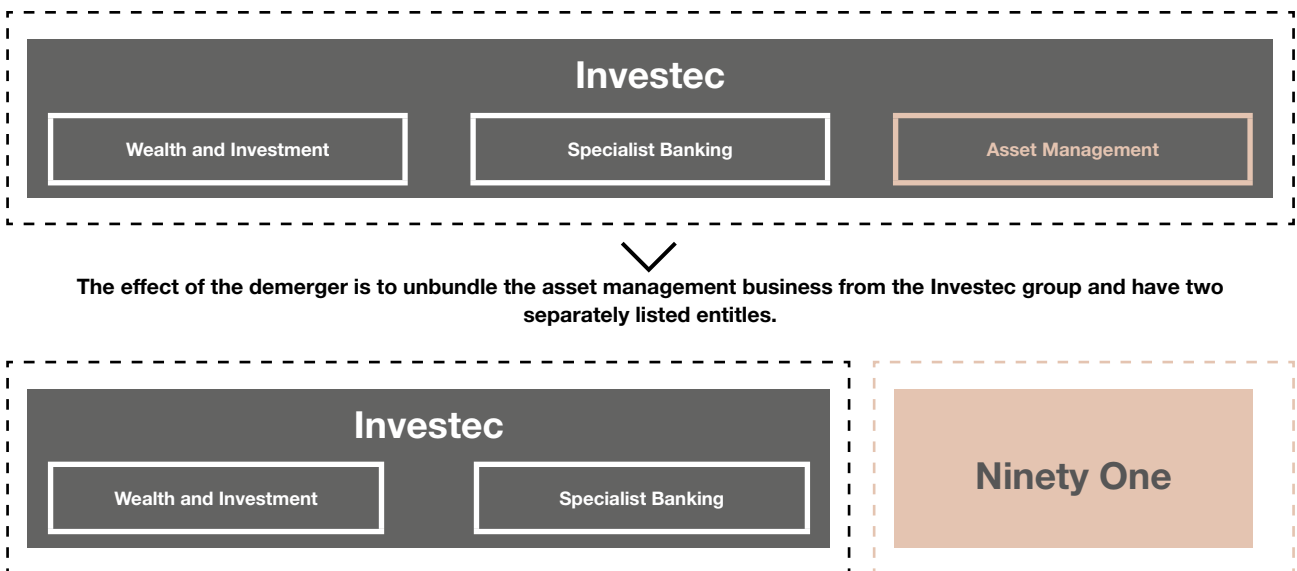 Investec
Wealth and Investment
Specialist Banking
Asset Management
The effect of the demerger is to unbundle the asset management business from the Investec group and have two
separately listed entitles.
Investec
Wealth and Investment
Specialist Banking
Ninety One